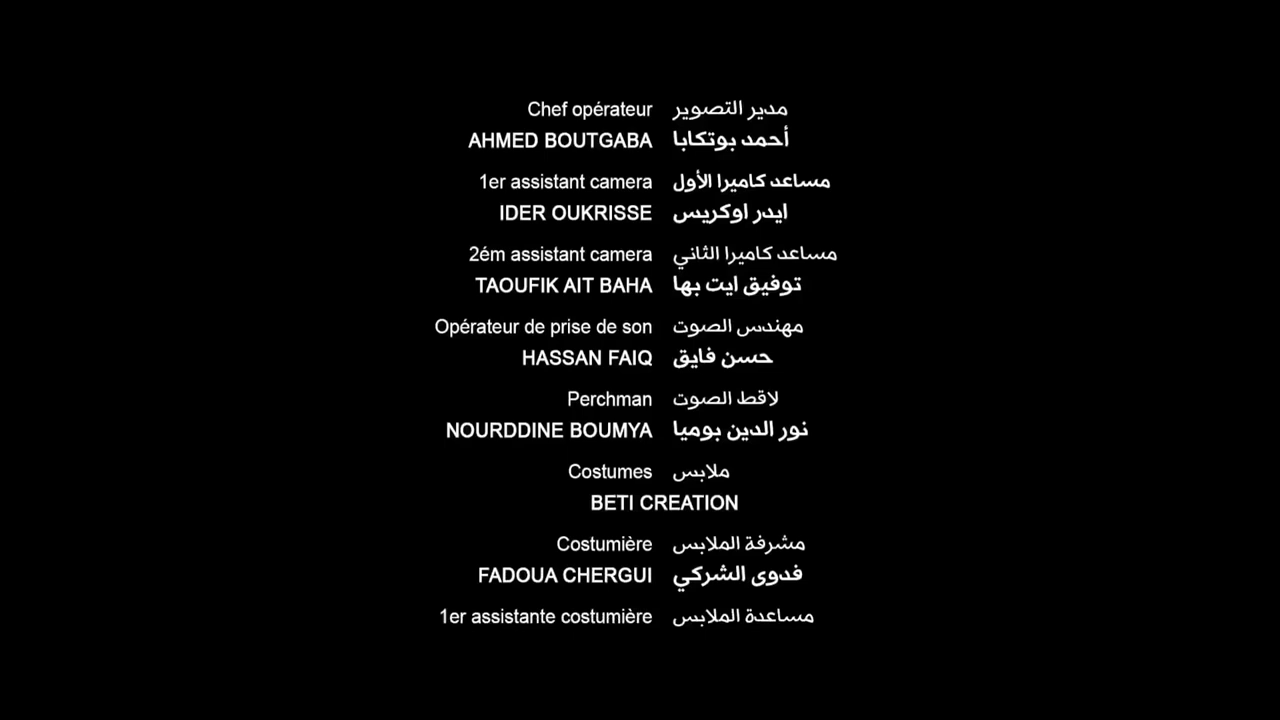 Chef opérateur مدير التصوير
AHMED BOUTGABA أحمد بوتكابا
1er assistant camera مساعد كاميرا الأول
IDER OUKRISSE ايدر اوكريس
2ém assistant camera مساعد كاميرا الثاني
TAOUFIK AIT BAHA توفيق ايت بها
Opérateur de prise de son مهندس الصوت
HASSAN FAIQ حسن فايق
Perchman لاقط الصوت
NOURDDINE BOUMYA نور الدين بوميا
Costumes ملابس
BETI CREATION
Costumière مشرفة الملابس
FADOUA CHERGUI فدوى الشركي
1er assistante costumière مساعدة الملابس